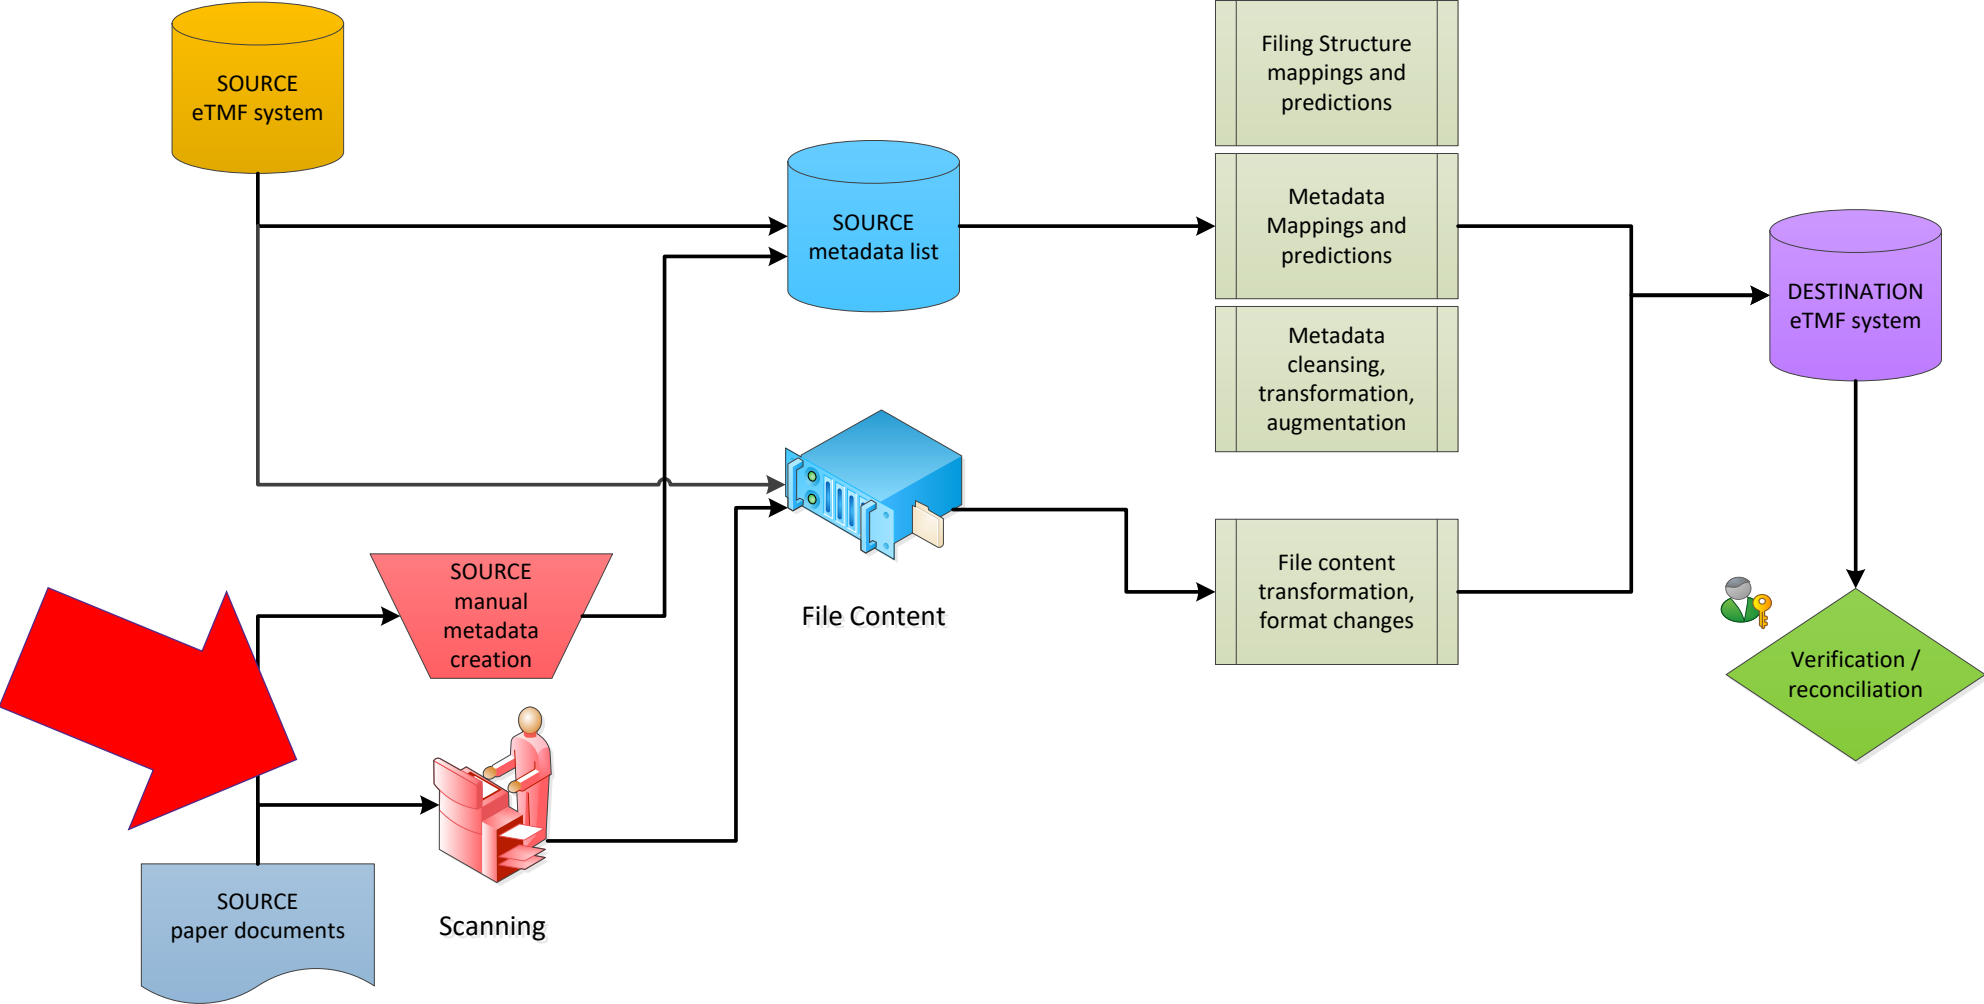 SOURCE
eTMF system
SOURCE
metadata list
Filing Structure
mappings and
predictions
Metadata
Mappings and
predictions
Metadata
cleansing,
transformation,
augmentation
DESTINATION
eTMF system
SOURCE
manual
metadata
creation
File Content
File content
transformation,
format changes
Verification /
reconciliation
SOURCE
paper documents
Scanning